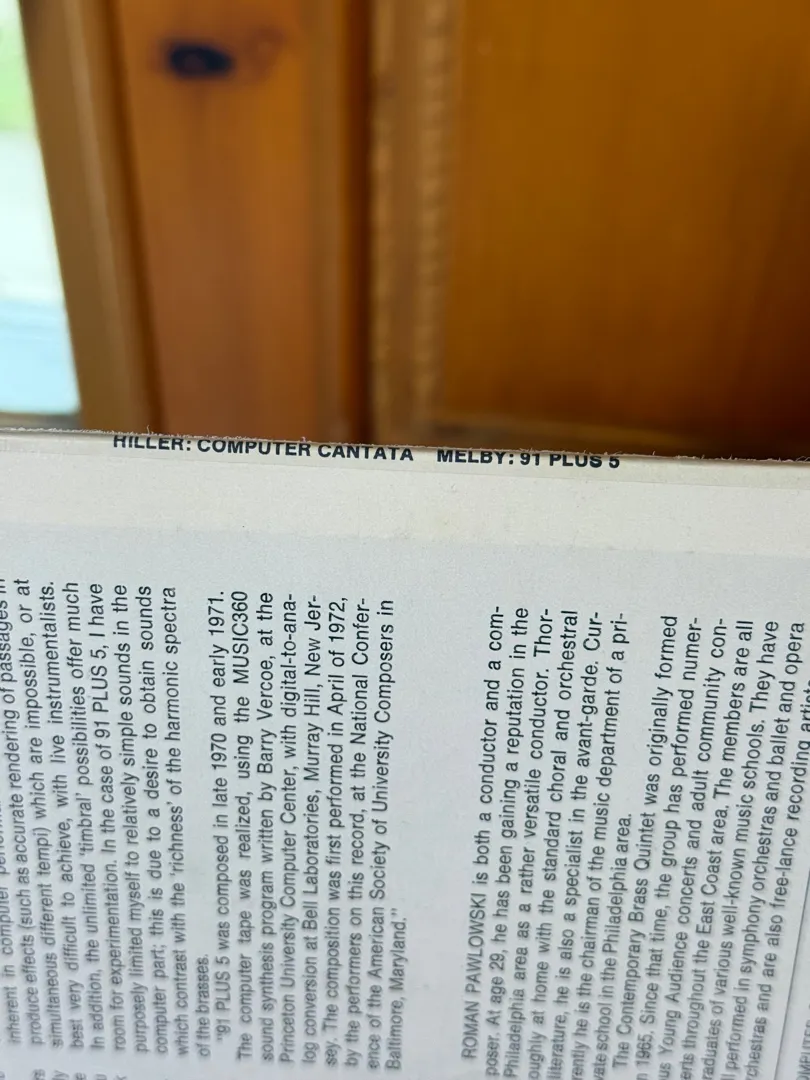 HILLER: COMPUTER CANTATA MELBY: 91 PLUS 5
inherent in computer
produce effects (such as accurate rendering of passages in
simultaneous different tempi) which are impossible, or at
best very difficult to achieve, with live instrumentalists.
In addition, the unlimited 'timbral' possibilities offer much
room for experimentation. In the case of 91 PLUS 5, I have
purposely limited myself to relatively simple sounds in the
computer part; this is due to a desire to obtain sounds
which contrast with the 'richness' of the harmonic spectra
of the brasses.
"91 PLUS 5 was composed in late 1970 and early 1971.
The computer tape was realized, using the MUSIC360
sound synthesis program written by Barry Vercoe, at the
Princeton University Computer Center, with digital-to-ana-
log conversion at Bell Laboratories, Murray Hill, New Jer-
sey. The composition was first performed in April of 1972,
by the performers on this record, at the National Confer-
ence of the American Society of University Composers in
Baltimore, Maryland."
ROMAN PAWLOWSKI is both a conductor and a com-
poser. At age 29, he has been gaining a reputation in the
Philadelphia area as a rather versatile conductor. Thor-
oughly at home with the standard choral and orchestral
literature, he is also a specialist in the avant-garde. Cur-
rently he is the chairman of the music department of a pri-
vate school in the Philadelphia area.
The Contemporary Brass Quintet was originally formed
in 1965. Since that time, the group has performed numer-
us Young Audience concerts and adult community con-
erts throughout the East Coast area. The members are all
raduates of various well-known music schools. They have
performed in symphony orchestras and ballet and opera
chestras and are also free-lance recording artists